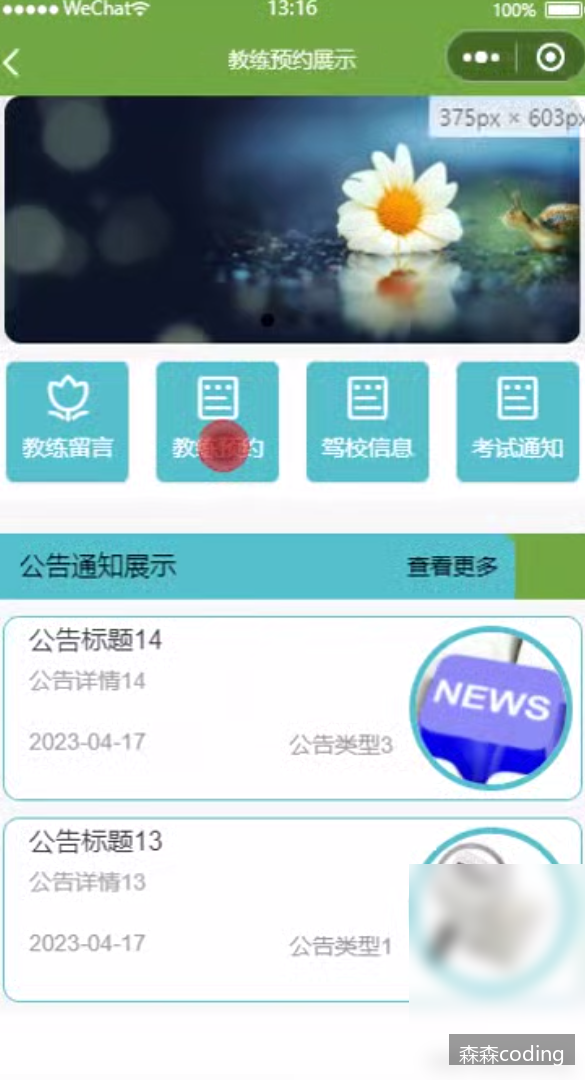 ●●●●● WeChat 13:16 100%
教练预约展示
375px × 603px
教练留言 教练预约 驾校信息 考试通知
公告通知展示 查看更多
公告标题14
公告详情14
NEWS
2023-04-17 公告类型3
公告标题13
公告详情13
2023-04-17 公告类型1
森森coding